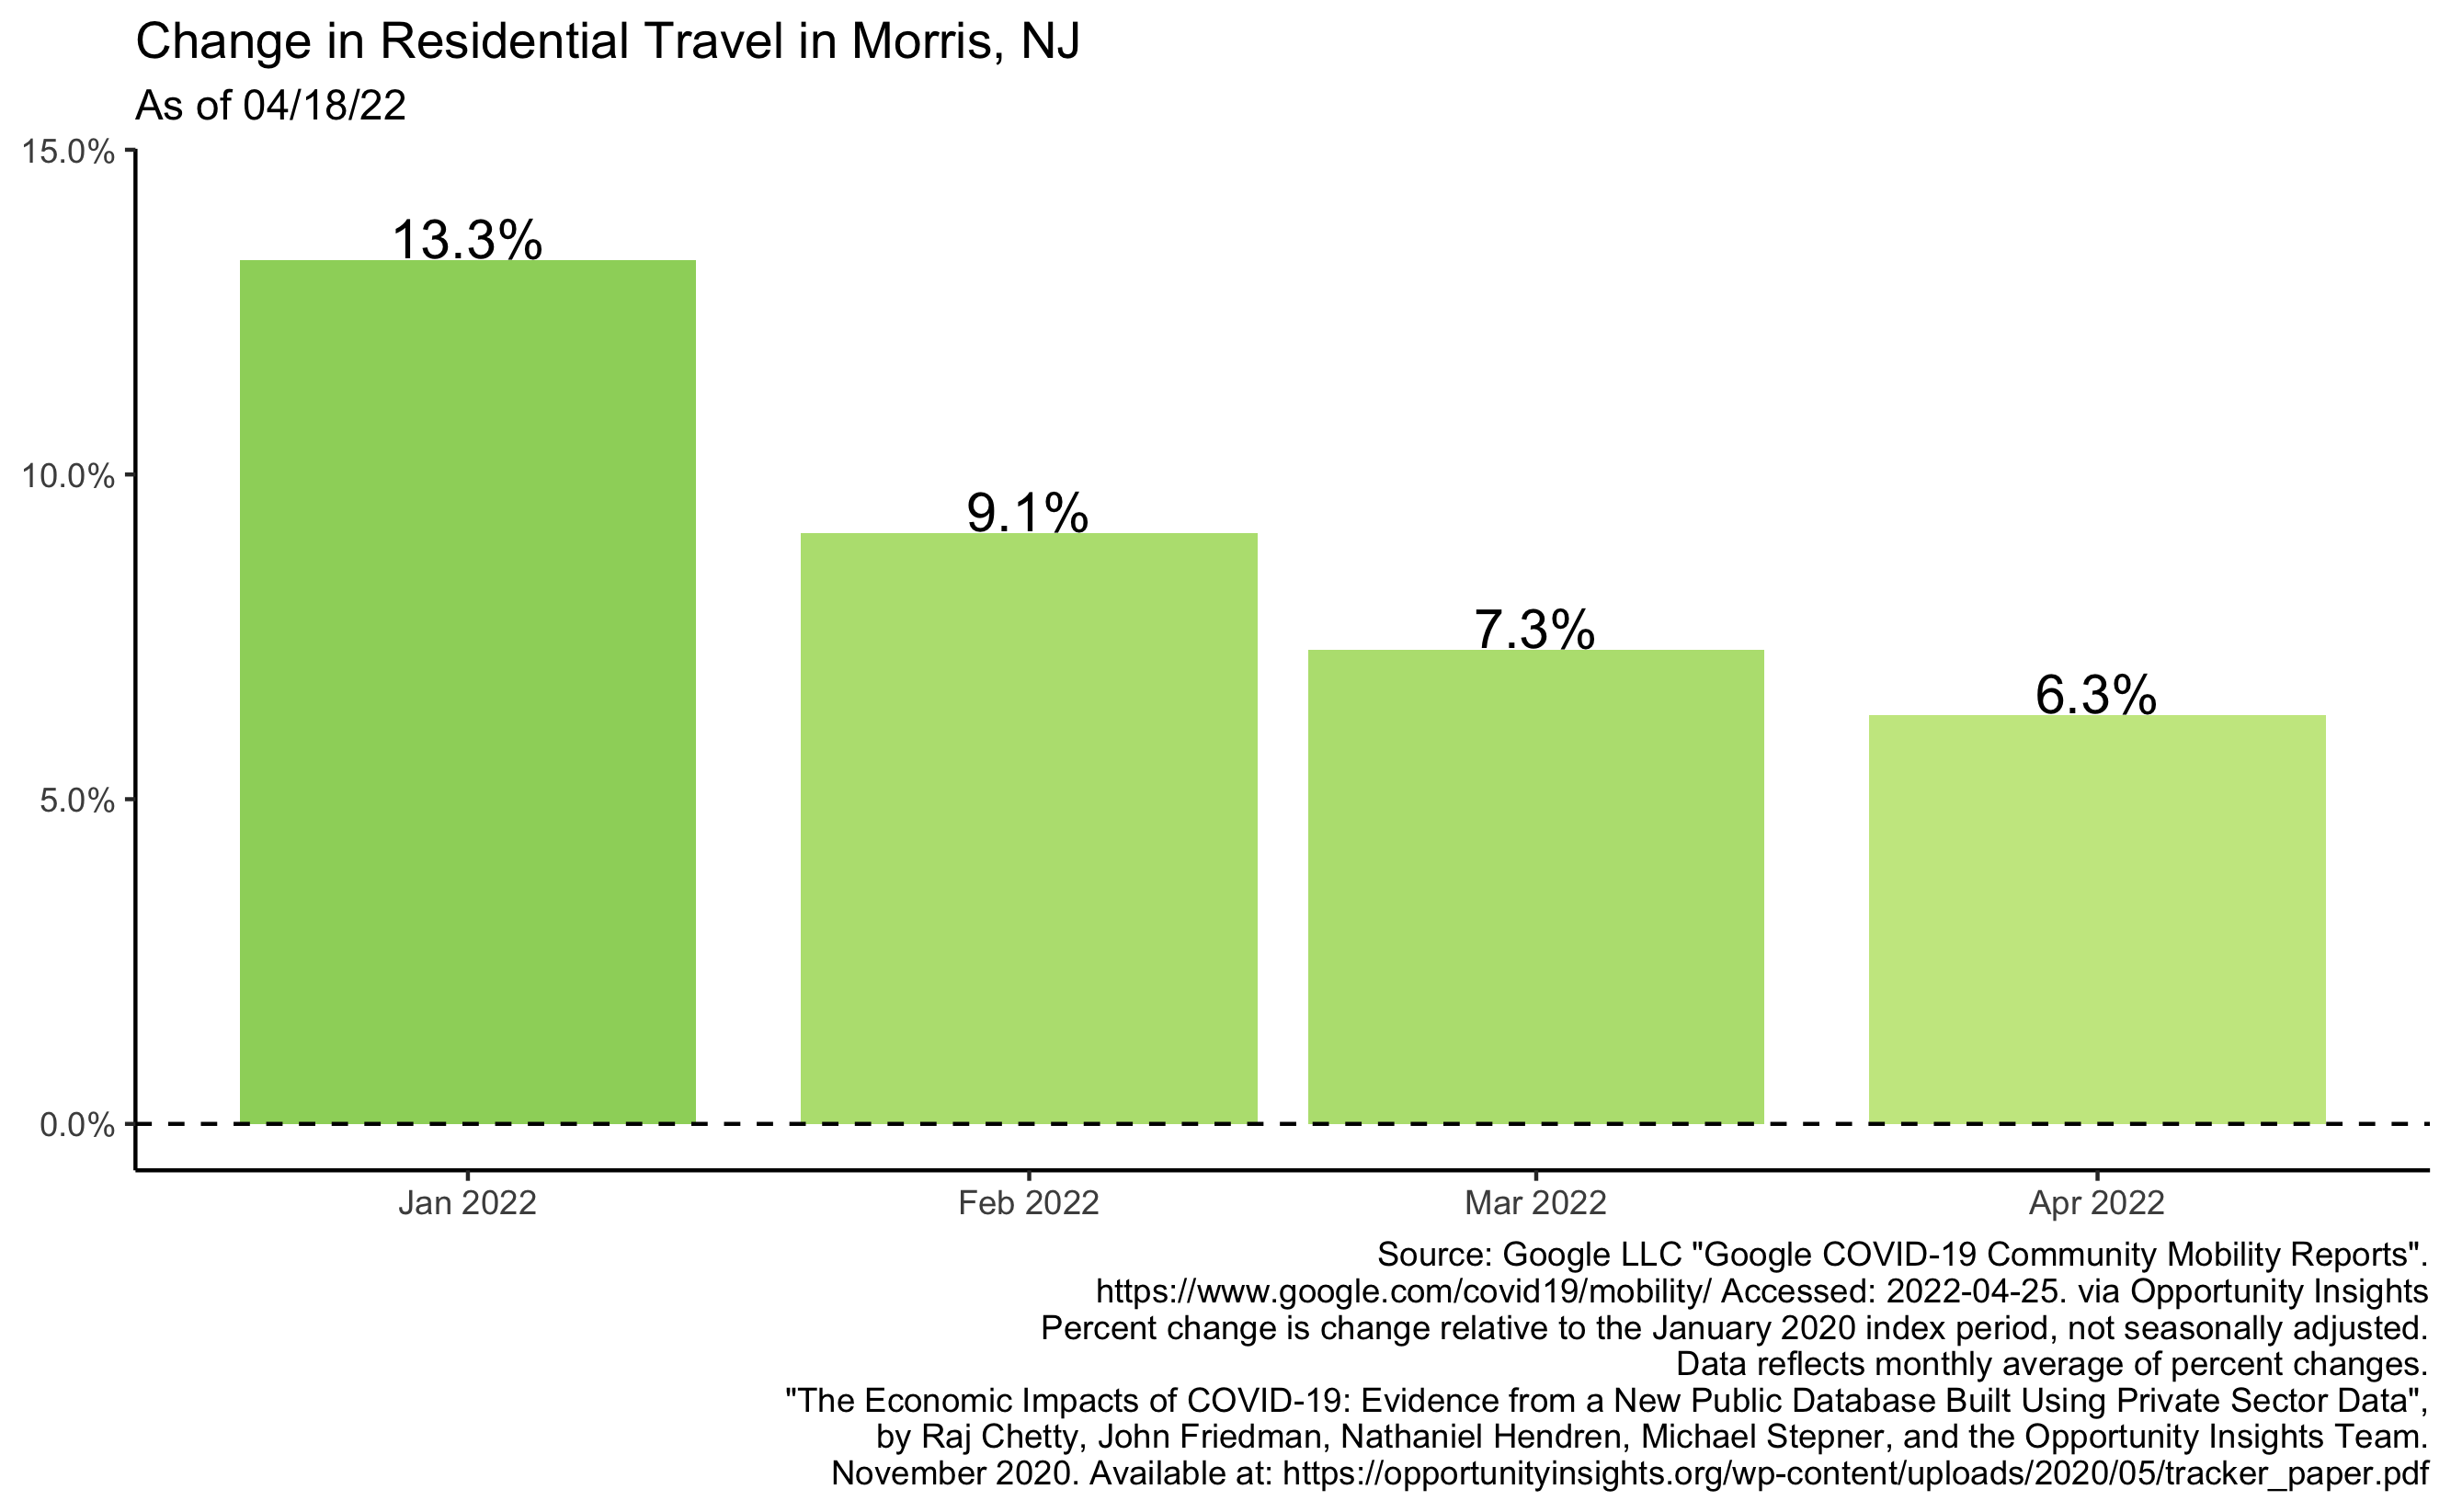 Change in Residential Travel in Morris, NJ
As of 04/18/22
15.0%
10.0%
5.0%
0.0%
13.3%
9.1%
7.3%
6.3%
Jan 2022
Feb 2022
Mar 2022
Apr 2022
Source: Google LLC "Google COVID-19 Community Mobility Reports".
https://www.google.com/covid19/mobility/ Accessed: 2022-04-25. via Opportunity Insights
Percent change is change relative to the January 2020 index period, not seasonally adjusted.
Data reflects monthly average of percent changes.
"The Economic Impacts of COVID-19: Evidence from a New Public Database Built Using Private Sector Data",
by Raj Chetty, John Friedman, Nathaniel Hendren, Michael Stepner, and the Opportunity Insights Team.
November 2020. Available at: https://opportunityinsights.org/wp-content/uploads/2020/05/tracker_paper.pdf